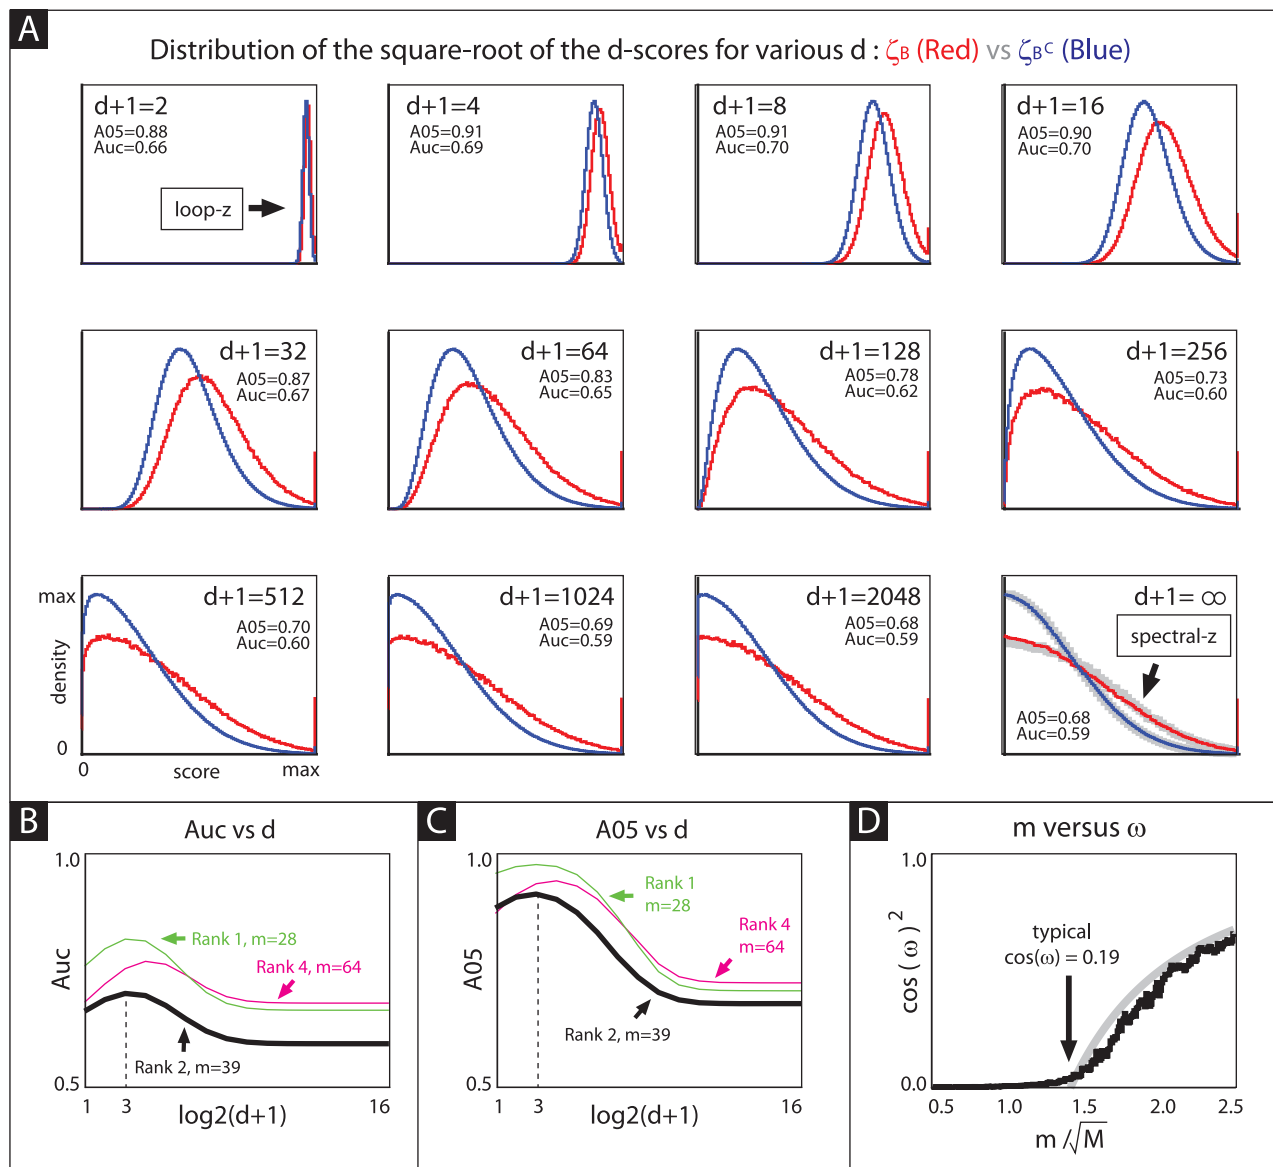 A
Distribution of the square-root of the d-scores for various d : ζB (Red) vs ζBᶜ (Blue)
d+1=2
A05=0.88
Auc=0.66
loop-z
d+1=4
A05=0.91
Auc=0.69
d+1=8
A05=0.91
Auc=0.70
d+1=16
A05=0.90
Auc=0.70
d+1=32
A05=0.87
Auc=0.67
d+1=64
A05=0.83
Auc=0.65
d+1=128
A05=0.78
Auc=0.62
d+1=256
A05=0.73
Auc=0.60
max
density
0
d+1=512
A05=0.70
Auc=0.60
0
score
max
d+1=1024
A05=0.69
Auc=0.59
d+1=2048
A05=0.68
Auc=0.59
d+1= ∞
spectral-z
A05=0.68
Auc=0.59
B
Auc vs d
1.0
Auc
0.5
Rank 1, m=28
Rank 4, m=64
Rank 2, m=39
1
3
16
log2(d+1)
C
A05 vs d
1.0
A05
0.5
Rank 1
m=28
Rank 4
m=64
Rank 2, m=39
1
3
16
log2(d+1)
D
m versus ω
1.0
cos(ω)²
0.0
typical
cos(ω) = 0.19
0.5
1.0
1.5
2.0
2.5
m /√M